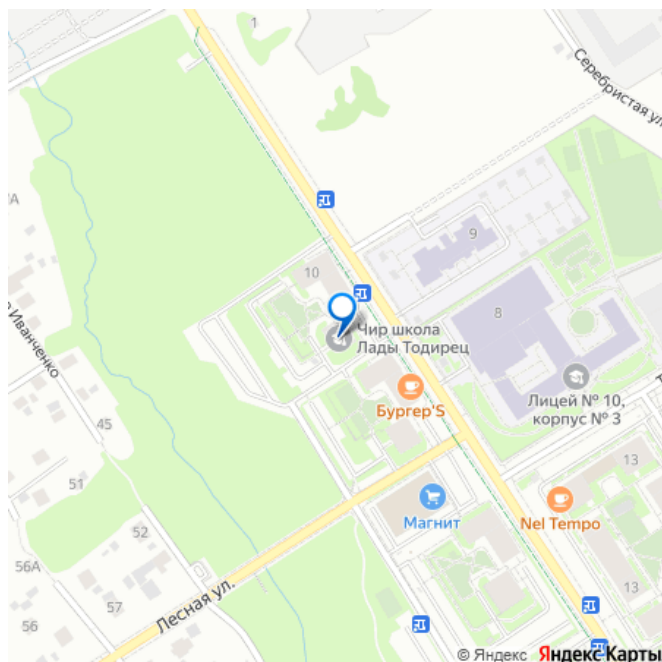 1
Серебристая ул.
9
10
8
Чир школа
Лады Тодирец
Иванченко
Лицей № 10,
корпус № 3
Бургер'S
45
51
13
Магнит
Nel Tempo
52
56А
57
13
56
Лесная ул.
© Яндекс Яндекс Карты